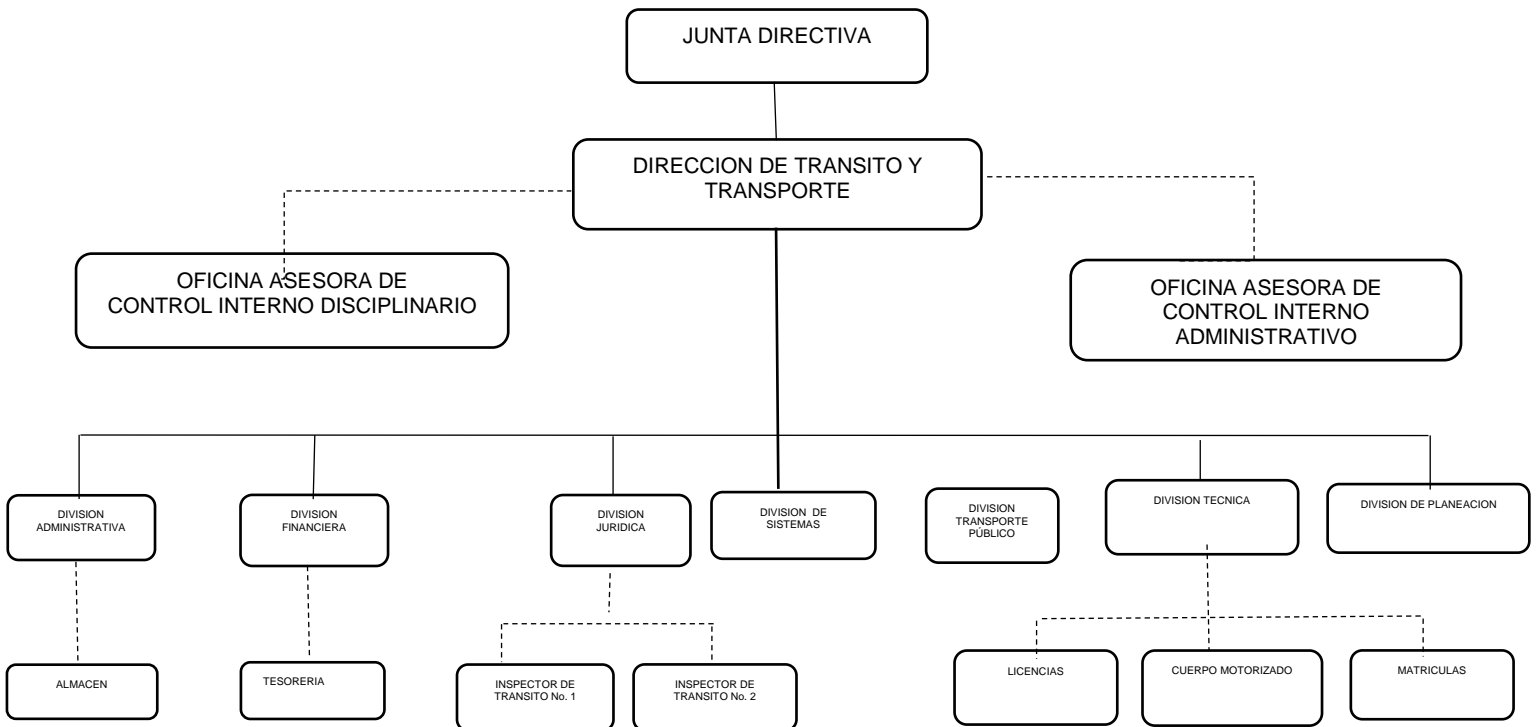 JUNTA DIRECTIVA
DIRECCION DE TRANSITO Y
TRANSPORTE
OFICINA ASESORA DE
CONTROL INTERNO DISCIPLINARIO
OFICINA ASESORA DE
CONTROL INTERNO
ADMINISTRATIVO
DIVISION
ADMINISTRATIVA
DIVISION
FINANCIERA
DIVISION
JURIDICA
DIVISION DE
SISTEMAS
DIVISION
TRANSPORTE
PÚBLICO
DIVISION TECNICA
DIVISION DE PLANEACION
ALMACEN
TESORERIA
INSPECTOR DE
TRANSITO No. 1
INSPECTOR DE
TRANSITO No. 2
LICENCIAS
CUERPO MOTORIZADO
MATRICULAS